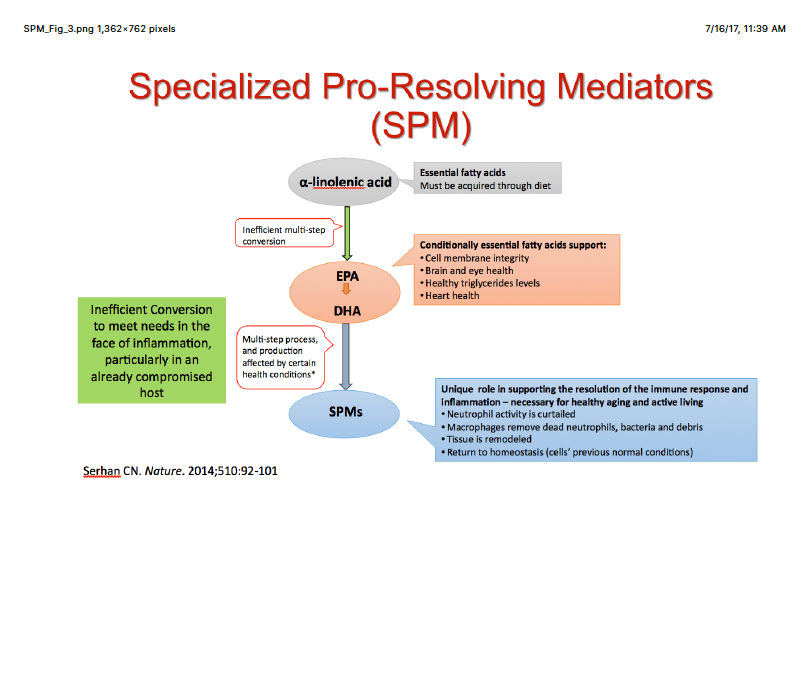 SPM_Fig_3.png 1,362×762 pixels
7/16/17, 11:39 AM
Specialized Pro-Resolving Mediators
(SPM)
α-linolenic acid
Essential fatty acids
Must be acquired through diet
Inefficient multi-step
conversion
EPA
DHA
Conditionally essential fatty acids support:
• Cell membrane integrity
• Brain and eye health
• Healthy triglycerides levels
• Heart health
Inefficient Conversion
to meet needs in the
face of inflammation,
particularly in an
already compromised
host
Multi-step process,
and production
affected by certain
health conditions*
SPMs
Unique role in supporting the resolution of the immune response and
inflammation – necessary for healthy aging and active living
• Neutrophil activity is curtailed
• Macrophages remove dead neutrophils, bacteria and debris
• Tissue is remodeled
• Return to homeostasis (cells' previous normal conditions)
Serhan CN. Nature. 2014;510:92-101